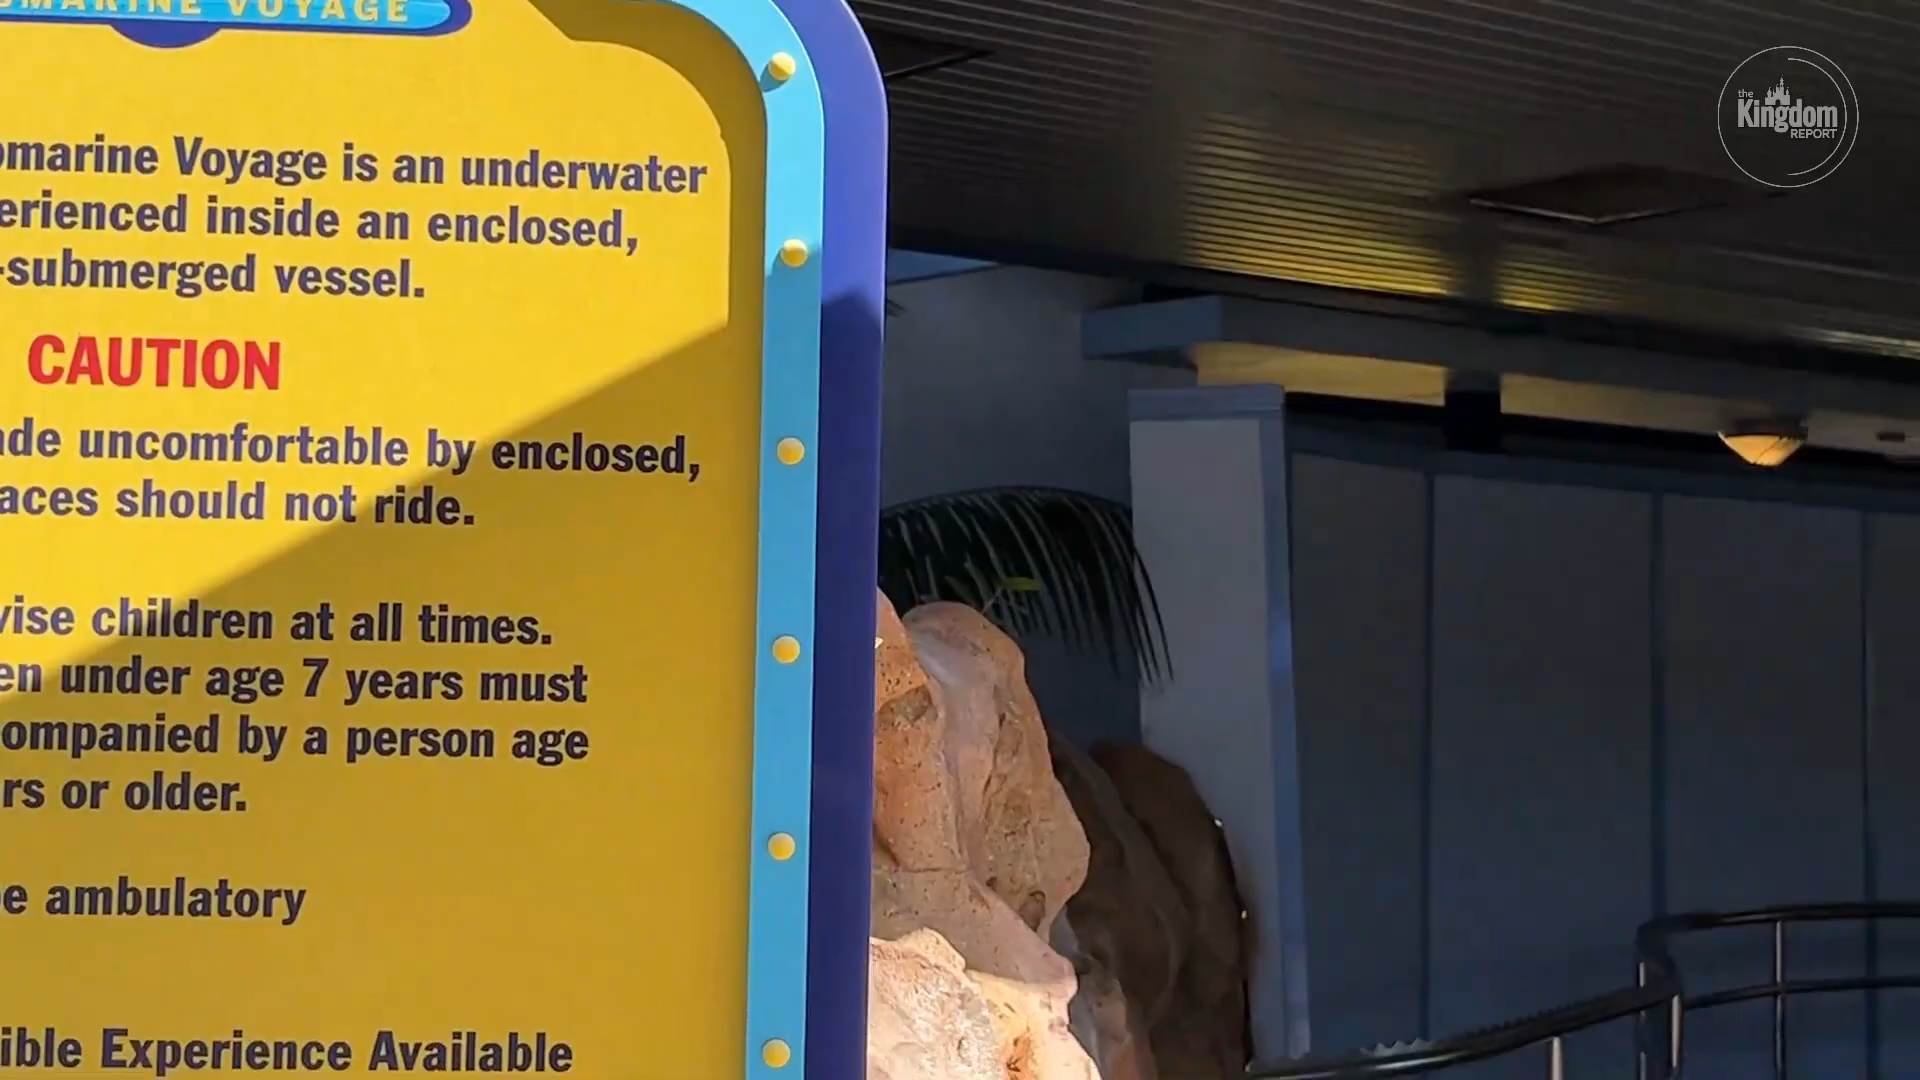 MARINE VOYAGE
marine Voyage is an underwater
erienced inside an enclosed,
-submerged vessel.
CAUTION
de uncomfortable by enclosed,
aces should not ride.
vise children at all times.
en under age 7 years must
ompanied by a person age
rs or older.
e ambulatory
ible Experience Available
the
Kingdom
REPORT